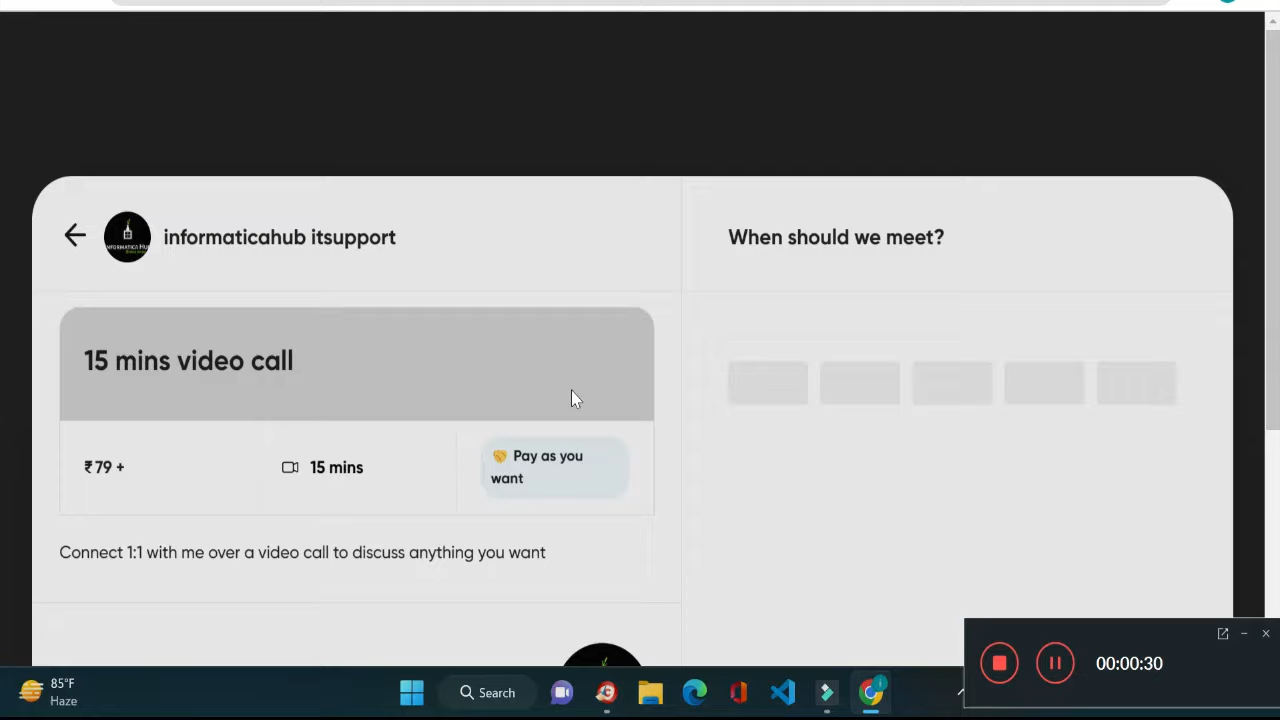 informaticahub itsupport
When should we meet?
15 mins video call
₹79 +
15 mins
Pay as you
want
Connect 1:1 with me over a video call to discuss anything you want
00:00:30
85°F
Haze
Search